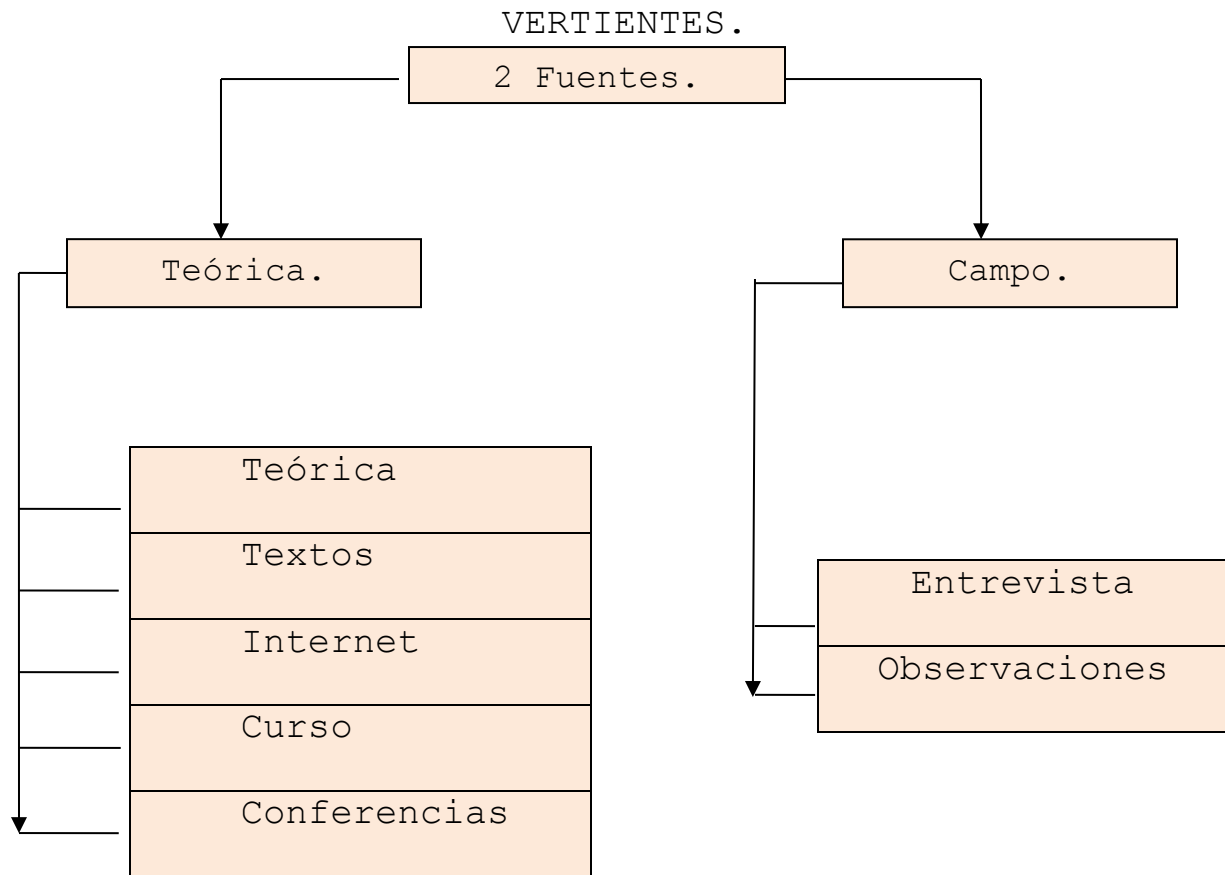 VERTIENTES.
2 Fuentes.
Teórica.
Campo.
Teórica
Textos
Internet
Curso
Conferencias
Entrevista
Observaciones